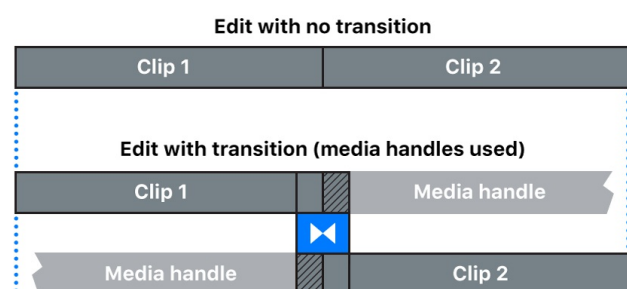 Edit with no transition
Clip 1 Clip 2
Edit with transition (media handles used)
Clip 1 Media handle
Media handle Clip 2